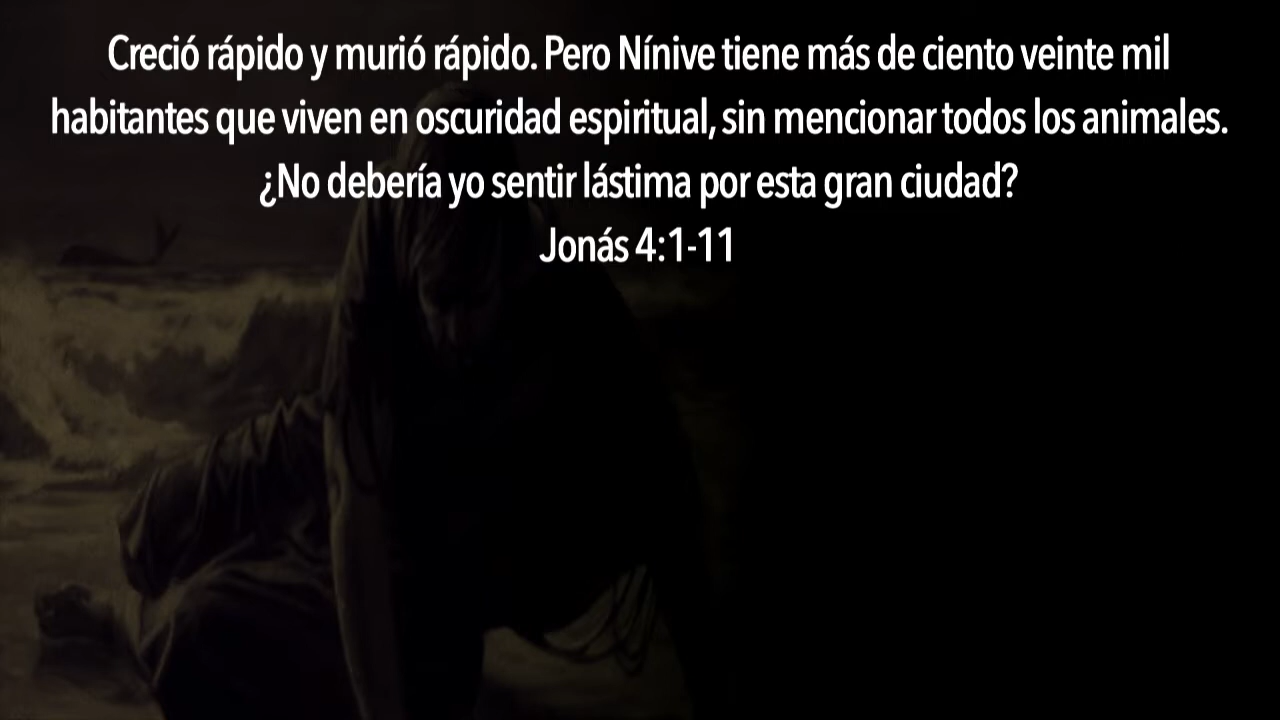 Creció rápido y murió rápido. Pero Nínive tiene más de ciento veinte mil
habitantes que viven en oscuridad espiritual, sin mencionar todos los animales.
¿No debería yo sentir lástima por esta gran ciudad?
Jonás 4:1-11